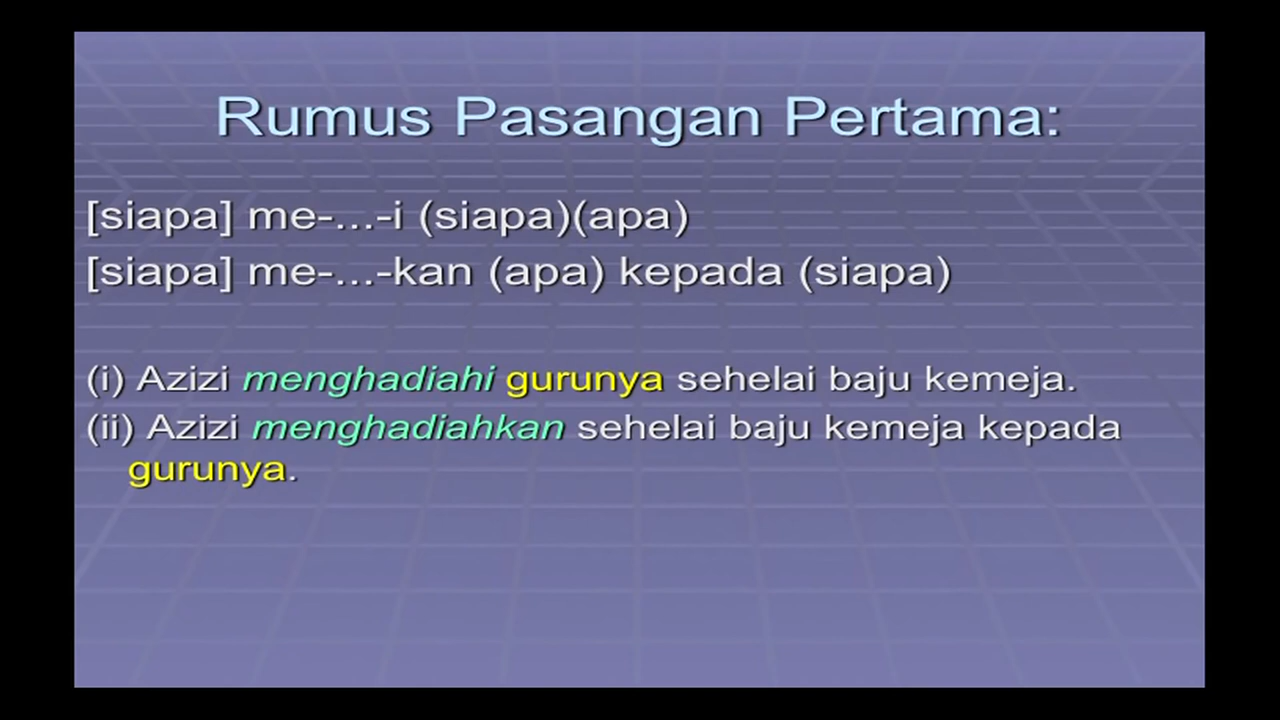 Rumus Pasangan Pertama:
[siapa] me-...-i (siapa)(apa)
[siapa] me-...-kan (apa) kepada (siapa)
(i) Azizi menghadiahi gurunya sehelai baju kemeja.
(ii) Azizi menghadiahkan sehelai baju kemeja kepada
gurunya.